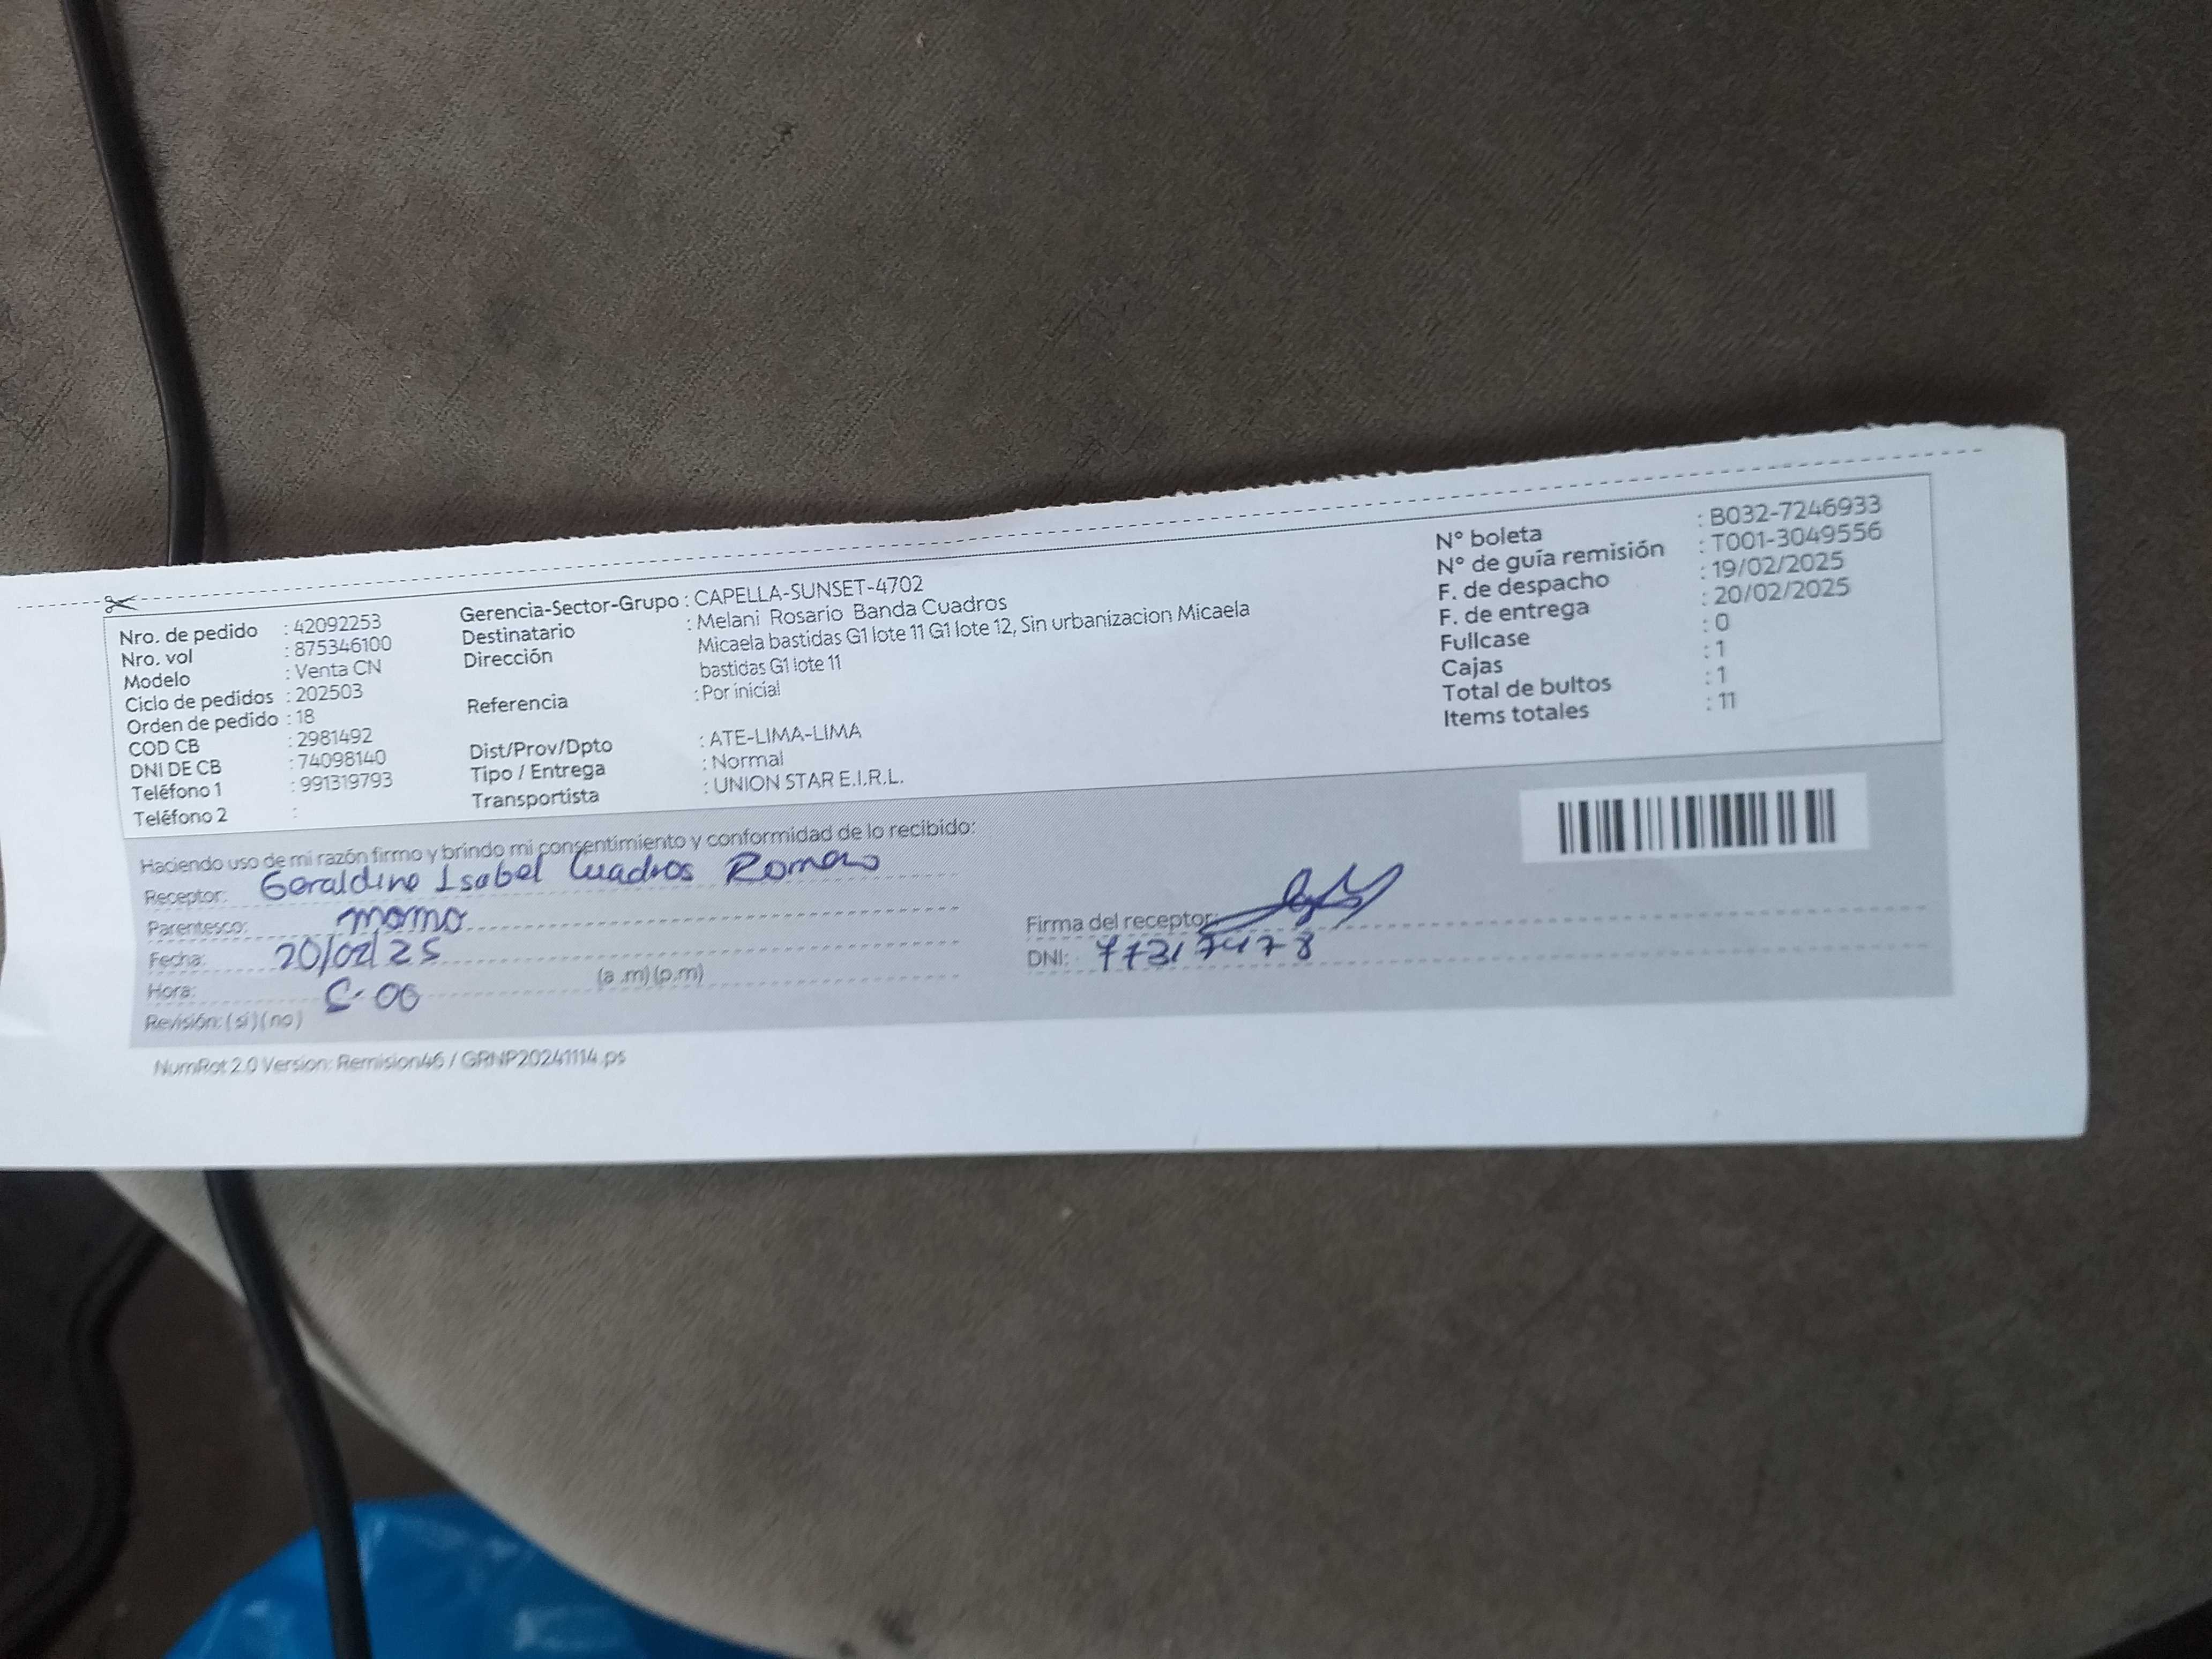 Nro. de pedido : 42092253
Nro. vol : 875346100
Modelo : Venta CN
Ciclo de pedidos : 202503
Orden de pedido : 18
COD CB : 2981492
DNI DE CB : 74098140
Teléfono 1 : 991319793
Teléfono 2 :
Gerencia-Sector-Grupo : CAPELLA-SUNSET-4702
Destinatario : Melani Rosario Banda Cuadros
Dirección : Micaela bastidas G1 lote 11 G1 lote 12, Sin urbanizacion Micaela
bastidas G1 lote 11
Referencia : Por inicial
Dist/Prov/Dpto : ATE-LIMA-LIMA
Tipo / Entrega : Normal
Transportista : UNION STAR E.I.R.L.
N° boleta : B032-7246933
N° de guía remisión : T001-3049556
F. de despacho : 19/02/2025
F. de entrega : 20/02/2025
Fullcase : 0
Cajas : 1
Total de bultos : 1
Items totales : 11
Haciendo uso de mi razón firmo y brindo mi consentimiento y conformidad de lo recibido:
Receptor: Geraldine Isabel Cuadros Romero
Parentesco:
Fecha: 20/02/25
Hora: (a .m) (p.m)
Revisión: (si) (no)
Firma del receptor:
DNI:
NumRot 2.0 Version: Remision46 / GRNP20241114.ps